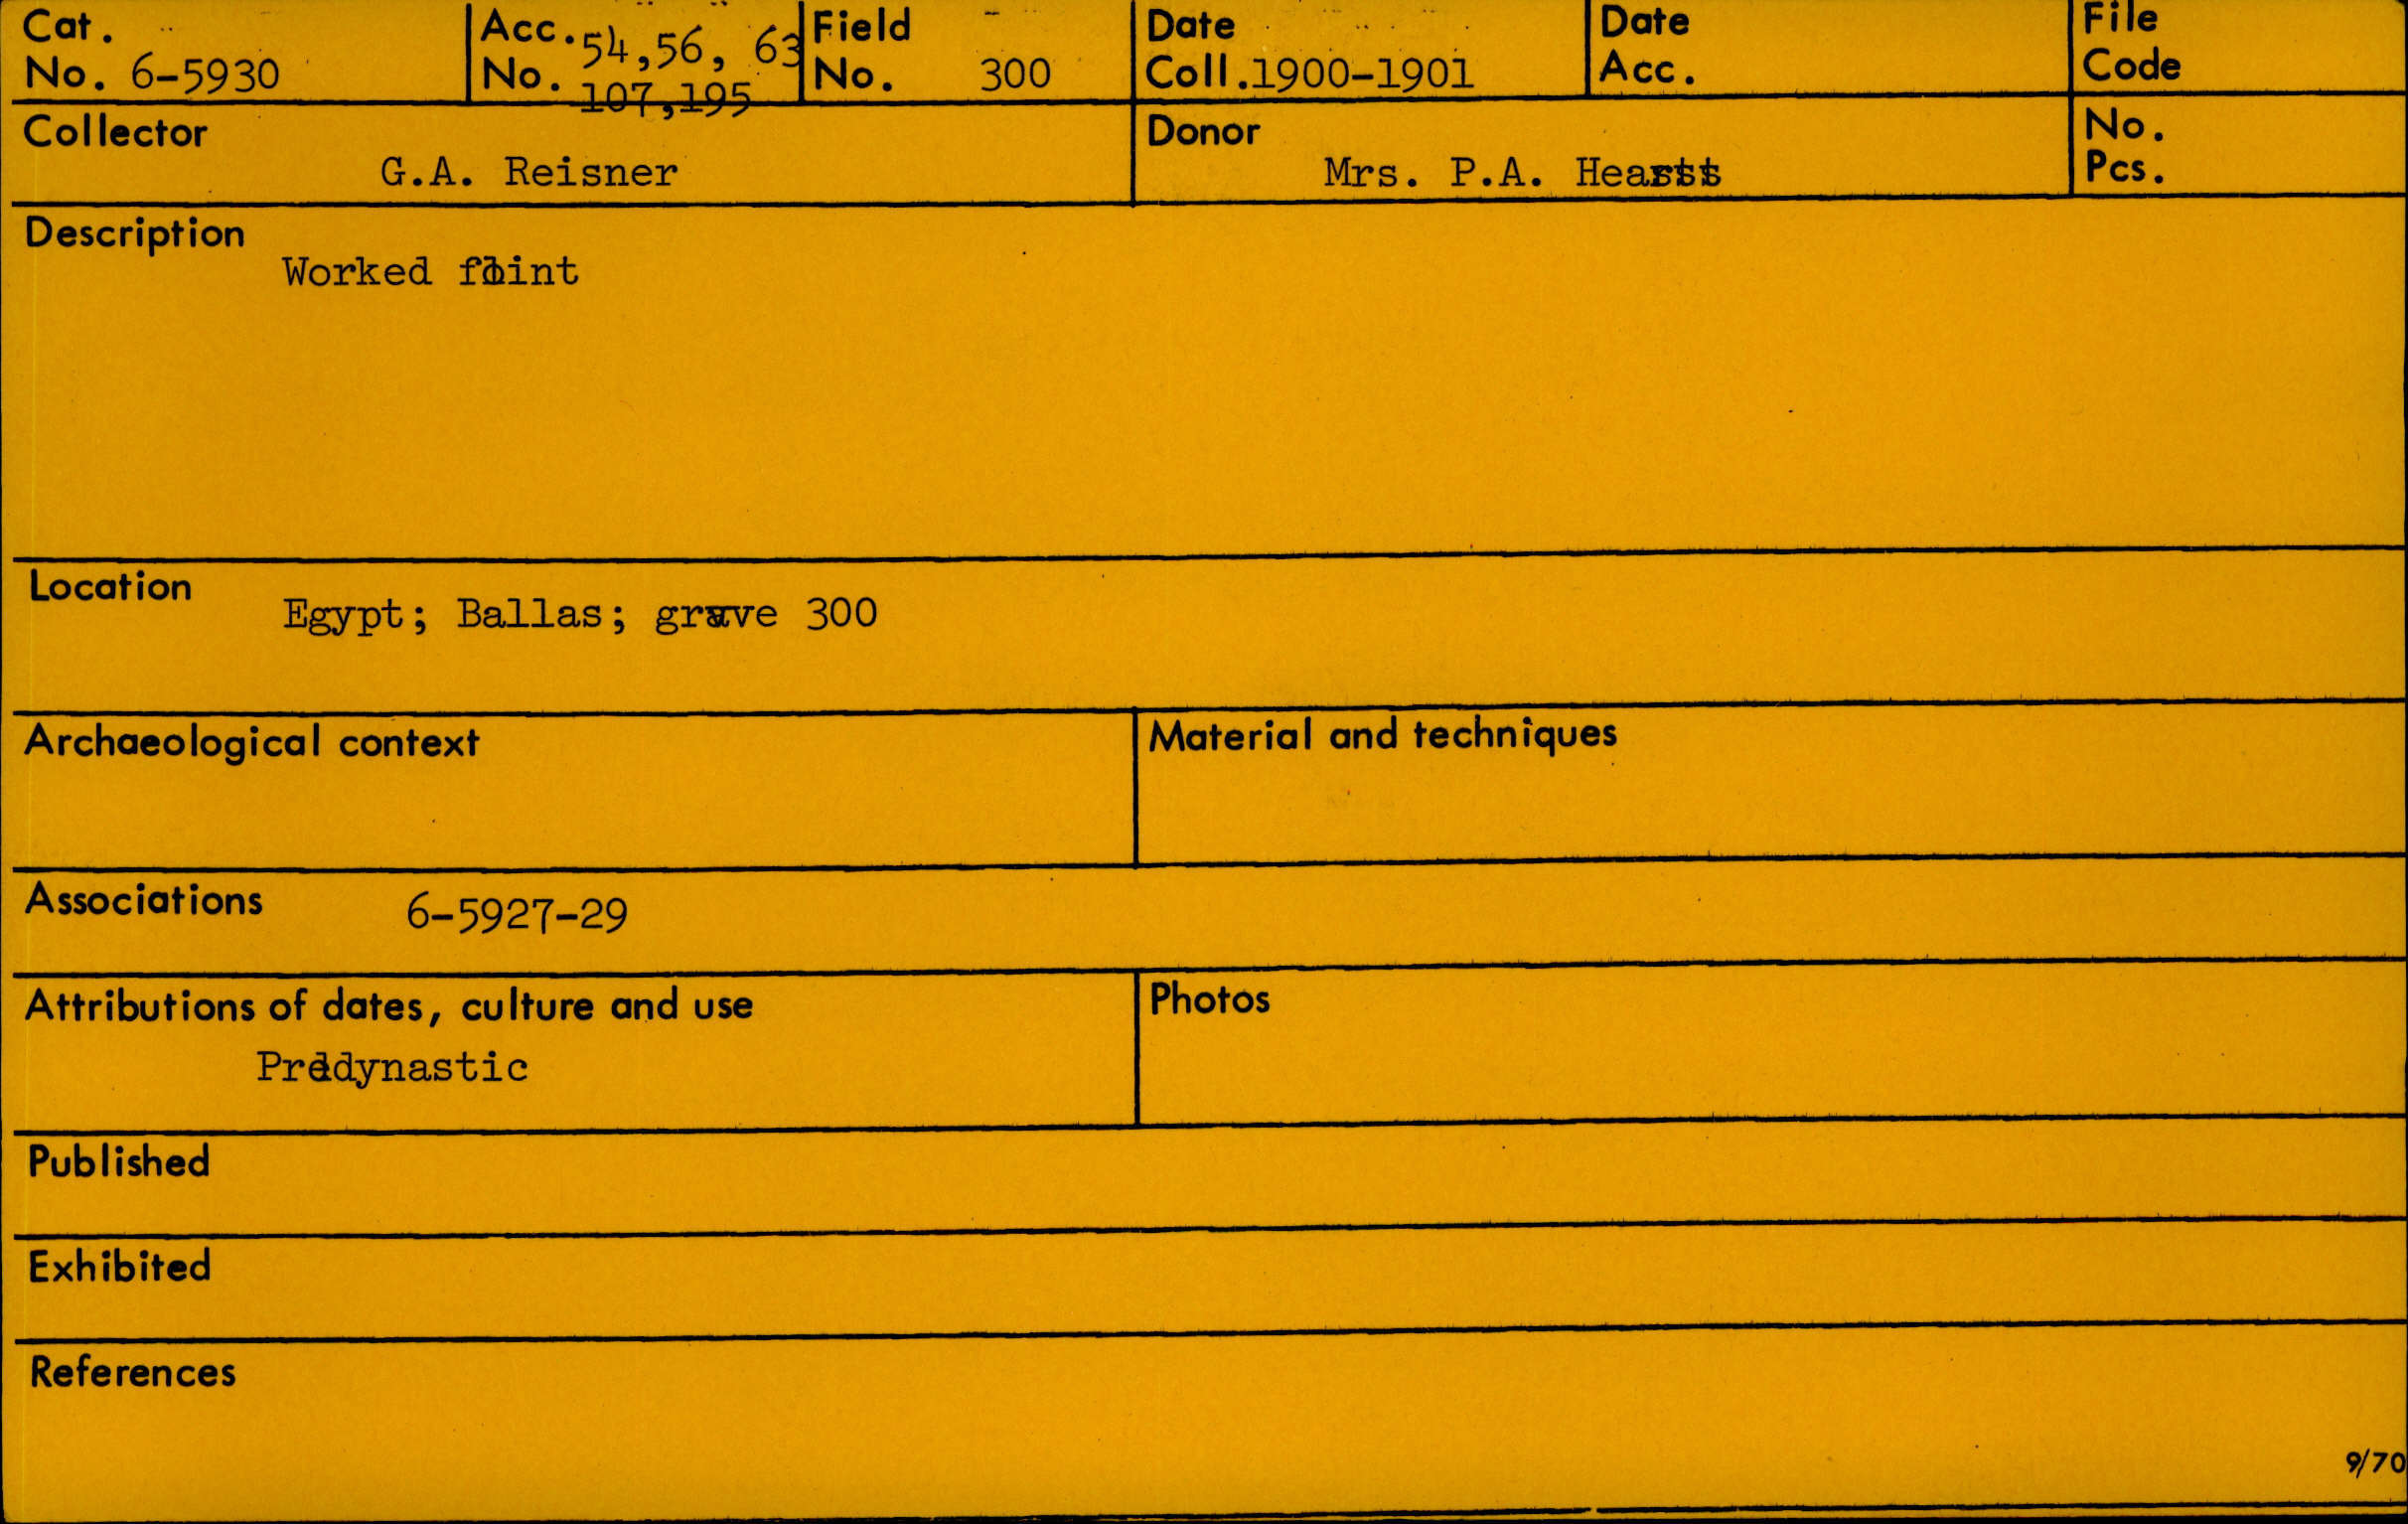 Cat. No. 6-5930
Acc. No. 54,56, 63 107,195
Field No. 300
Date Coll. 1900-1901
Date Acc.
File Code
Collector
G.A. Reisner
Donor
Mrs. P.A. Hearst
No. Pcs.
Description
Worked flint
Location
Egypt; Ballas; grave 300
Archaeological context
Material and techniques
Associations 6-5927-29
Attributions of dates, culture and use
Predynastic
Photos
Published
Exhibited
References
9/70